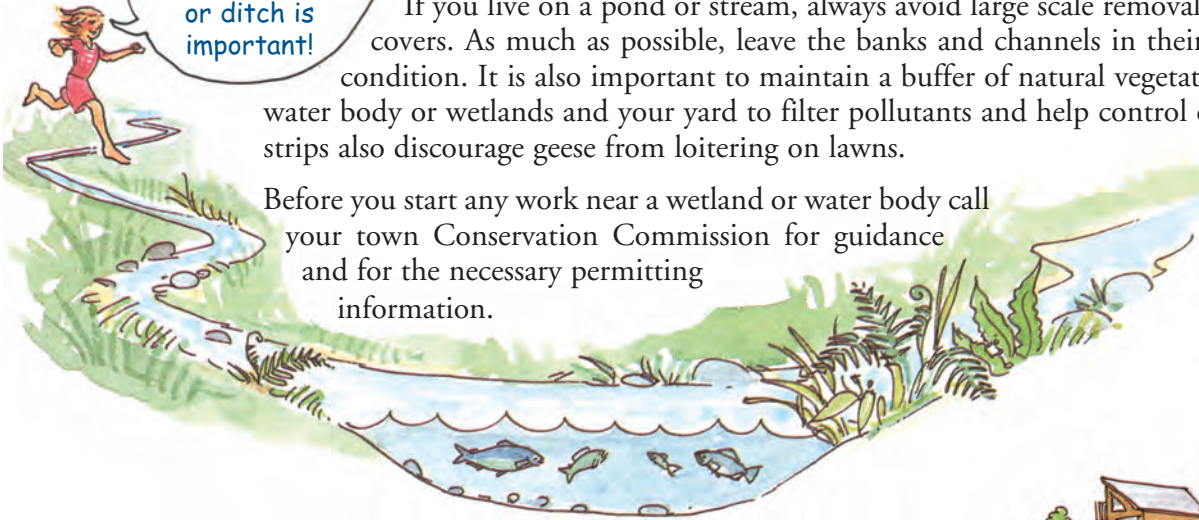 or ditch is
important!
If you live on a pond or stream, always avoid large scale removal
covers. As much as possible, leave the banks and channels in their
condition. It is also important to maintain a buffer of natural
water body or wetlands and your yard to filter pollutants and help control
strips also discourage geese from loitering on lawns.
Before you start any work near a wetland or water body call
your town Conservation Commission for guidance
and for the necessary permitting
information.